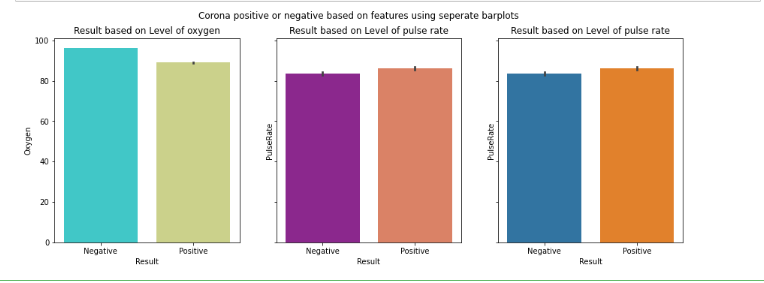 Corona positive or negative based on features using seperate barplots
Result based on Level of oxygen
Result based on Level of pulse rate
Result based on Level of pulse rate
100
80
60
40
20
0
Oxygen
PulseRate
PulseRate
Negative Positive
Negative Positive
Negative Positive
Result
Result
Result